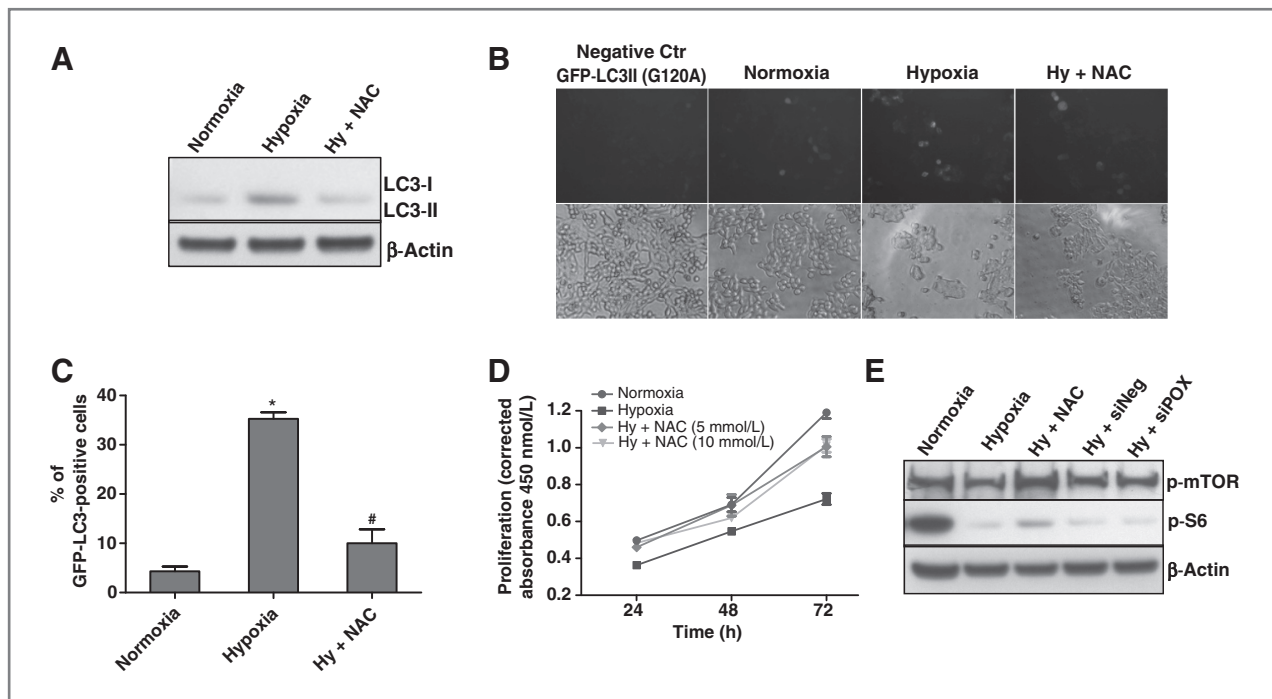 A
Normoxia
Hypoxia
Hy + NAC
LC3-I
LC3-II
β-Actin
B
Negative Ctr
GFP-LC3II (G120A)
Normoxia
Hypoxia
Hy + NAC
C
% of
GFP-LC3-positive cells
40
30
20
10
0
*
#
Normoxia
Hypoxia
Hy + NAC
D
Proliferation (corrected
absorbance 450 nmol/L)
Normoxia
Hypoxia
Hy + NAC (5 mmol/L)
Hy + NAC (10 mmol/L)
1.2
1.0
0.8
0.6
0.4
0.2
24
48
72
Time (h)
E
Normoxia
Hypoxia
Hy + NAC
Hy + siNeg
Hy + siPOX
p-mTOR
p-S6
β-Actin